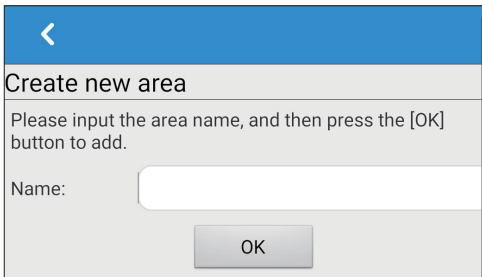 Create new area
Please input the area name, and then press the [OK]
button to add.
Name:
OK